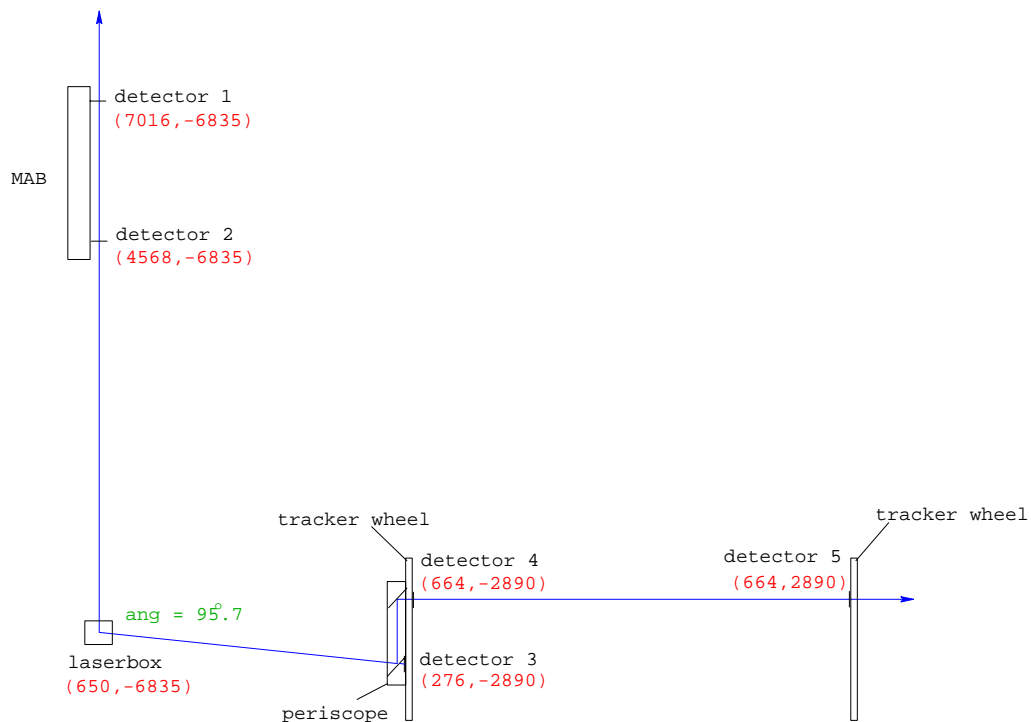 detector 1
(7016,-6835)
MAB
detector 2
(4568,-6835)
tracker wheel
tracker wheel
detector 4
(664,-2890)
detector 5
(664,2890)
ang = 95°.7
laserbox
(650,-6835)
detector 3
(276,-2890)
periscope